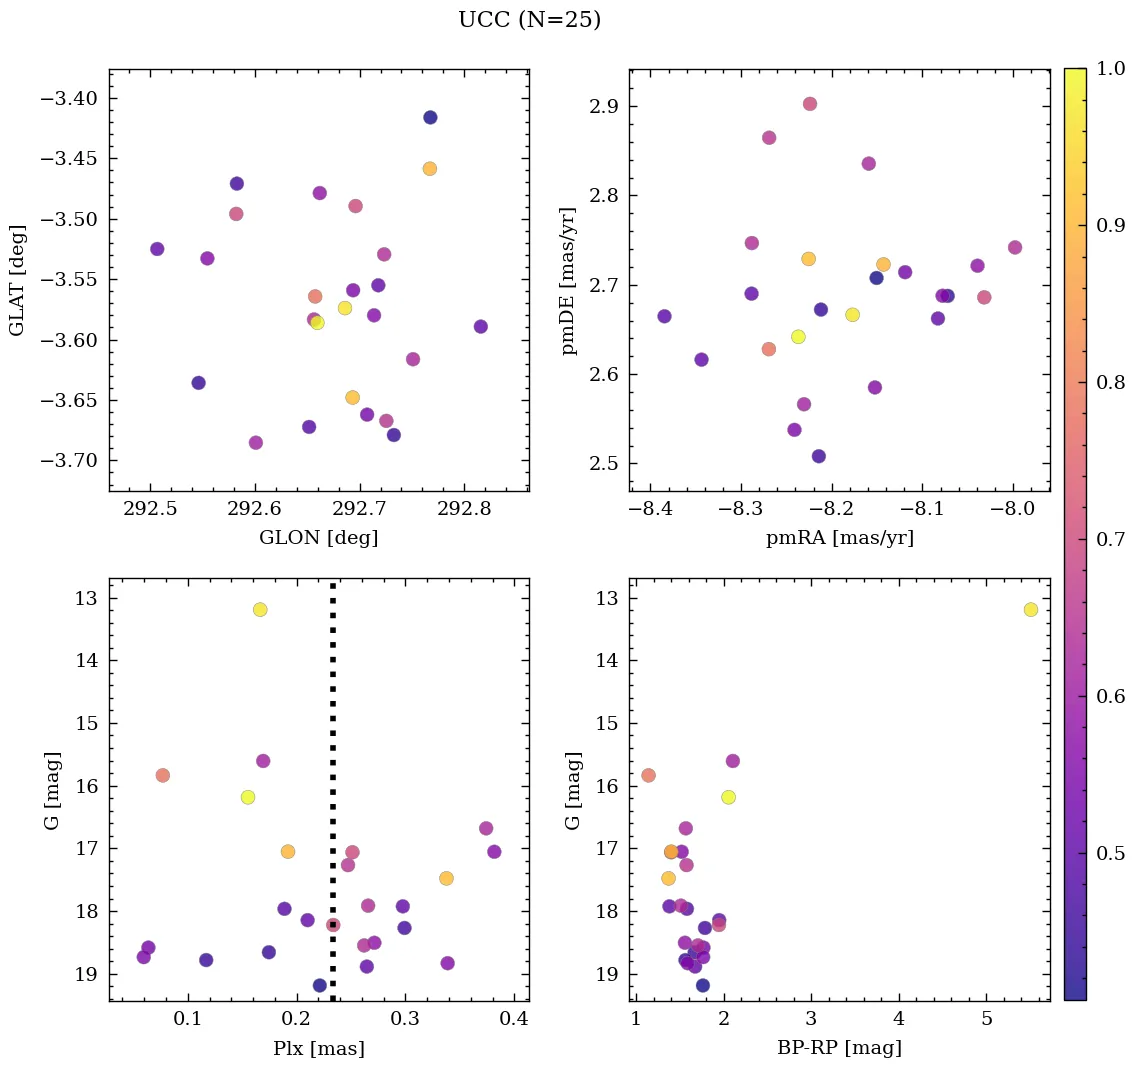 UCC (N=25)
−3.40
−3.45
−3.50
−3.55
−3.60
−3.65
−3.70
GLAT [deg]
292.5 292.6 292.7 292.8
GLON [deg]
2.9
2.8
2.7
2.6
2.5
pmDE [mas/yr]
−8.4 −8.3 −8.2 −8.1 −8.0
pmRA [mas/yr]
13
14
15
16
17
18
19
G [mag]
0.1 0.2 0.3 0.4
Plx [mas]
13
14
15
16
17
18
19
G [mag]
1 2 3 4 5
BP-RP [mag]
1.0
0.9
0.8
0.7
0.6
0.5